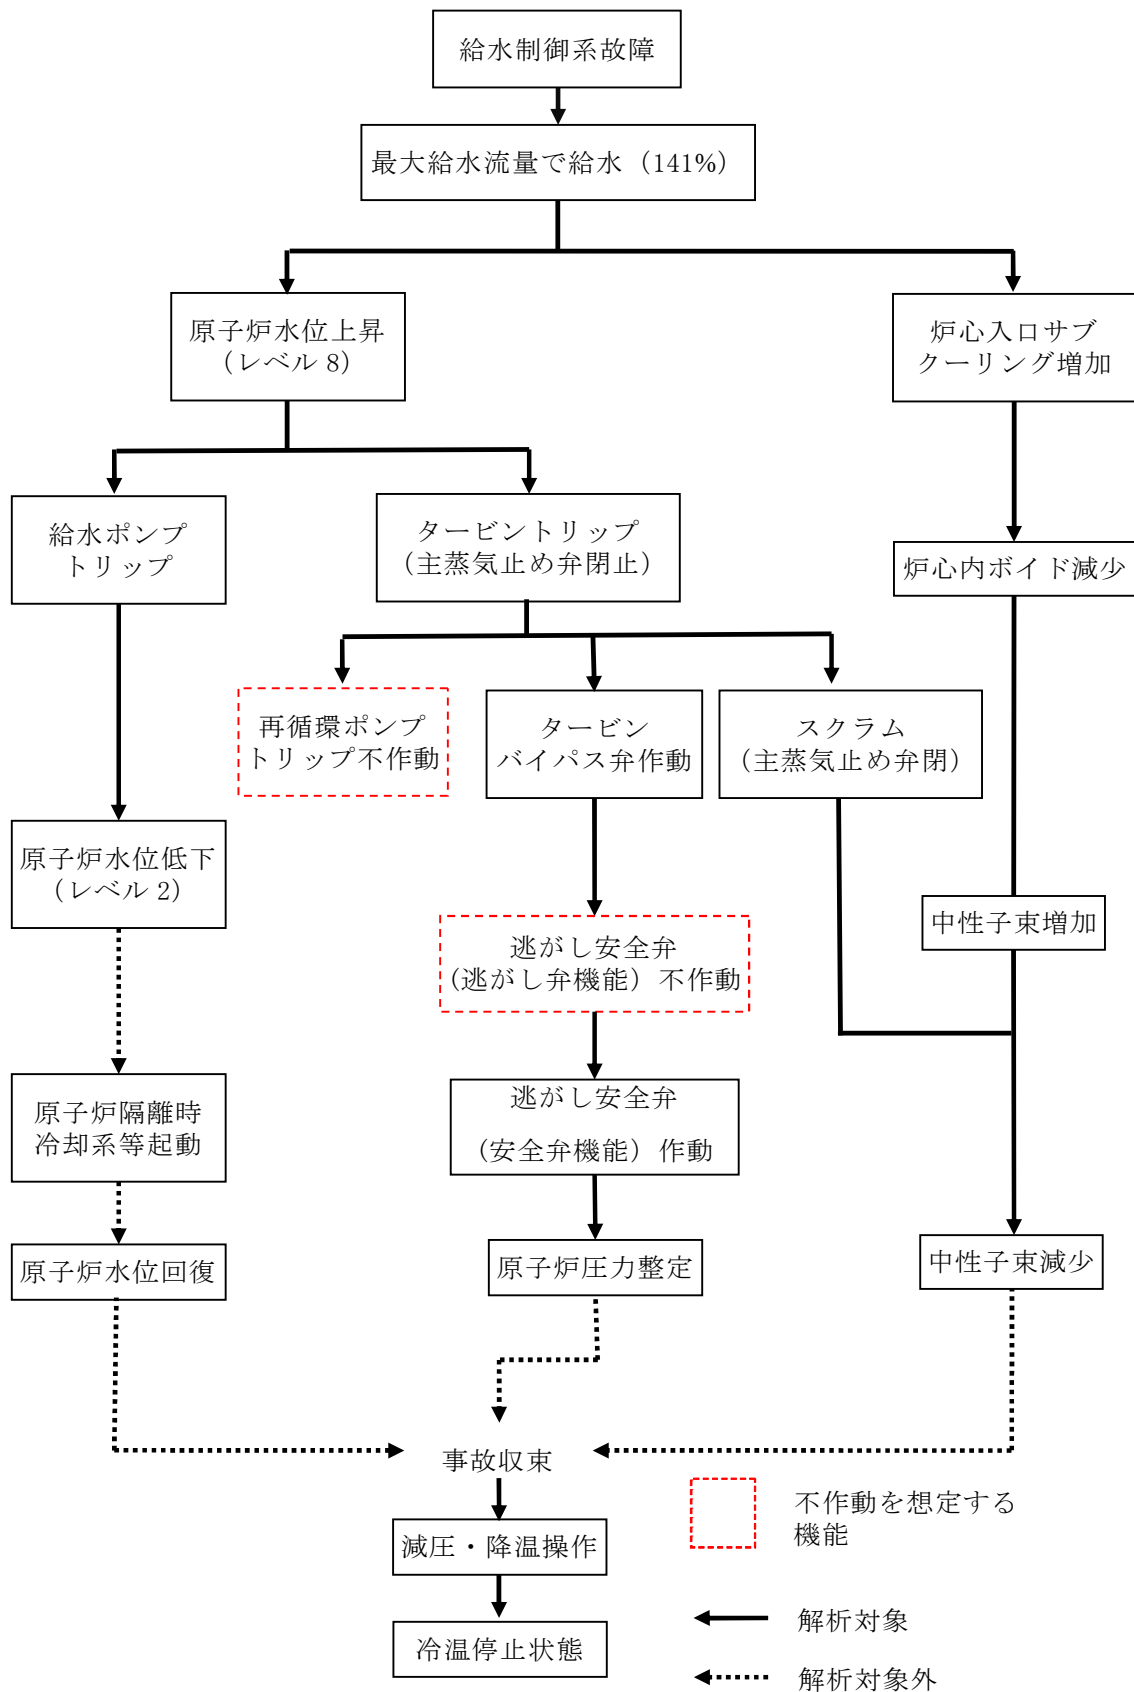 給水制御系故障
最大給水流量で給水（141%）
原子炉水位上昇
（レベル 8）
炉心入口サブ
クーリング増加
給水ポンプ
トリップ
タービントリップ
（主蒸気止め弁閉止）
炉心内ボイド減少
再循環ポンプ
トリップ不作動
タービン
バイパス弁作動
スクラム
（主蒸気止め弁閉）
原子炉水位低下
（レベル 2）
逃がし安全弁
（逃がし弁機能）不作動
中性子束増加
原子炉隔離時
冷却系等起動
逃がし安全弁
（安全弁機能）作動
原子炉水位回復
原子炉圧力整定
中性子束減少
事故収束
減圧・降温操作
冷温停止状態
不作動を想定する
機能
解析対象
解析対象外